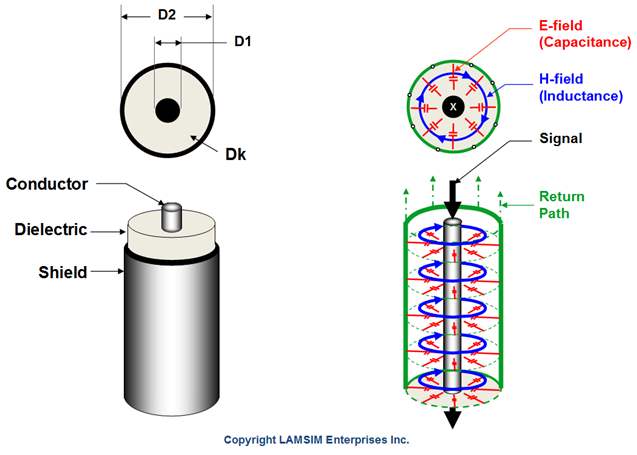 D2
D1
Dk
Conductor
Dielectric
Shield
E-field
(Capacitance)
H-field
(Inductance)
X
Signal
Return
Path
Copyright LAMSIM Enterprises Inc.